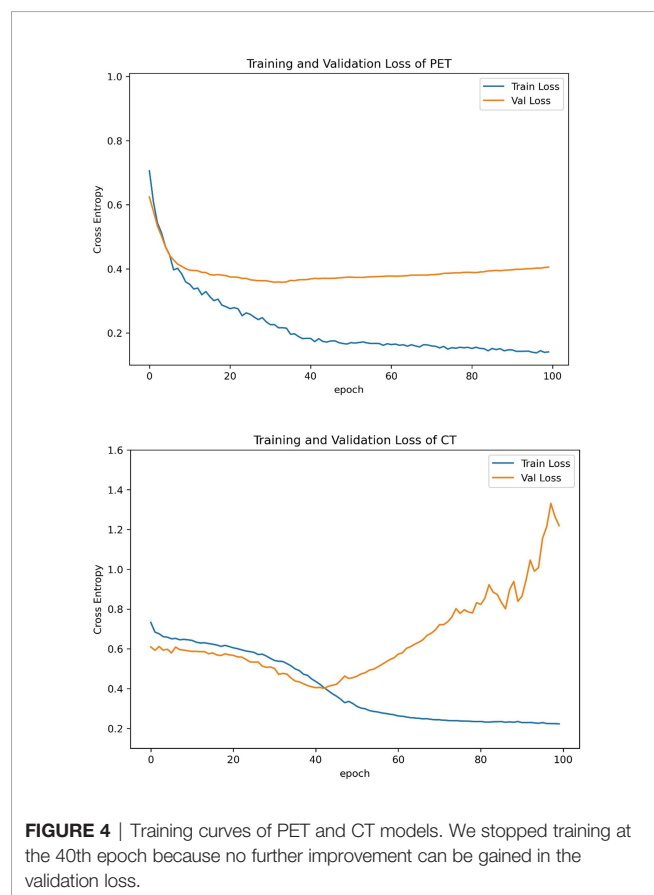 Training and Validation Loss of PET
1.0
0.8
0.6
0.4
0.2
Cross Entropy
Train Loss
Val Loss
0
20
40
60
80
100
epoch
Training and Validation Loss of CT
1.6
1.4
1.2
1.0
0.8
0.6
0.4
0.2
Cross Entropy
Train Loss
Val Loss
0
20
40
60
80
100
epoch
FIGURE 4 | Training curves of PET and CT models. We stopped training at
the 40th epoch because no further improvement can be gained in the
validation loss.